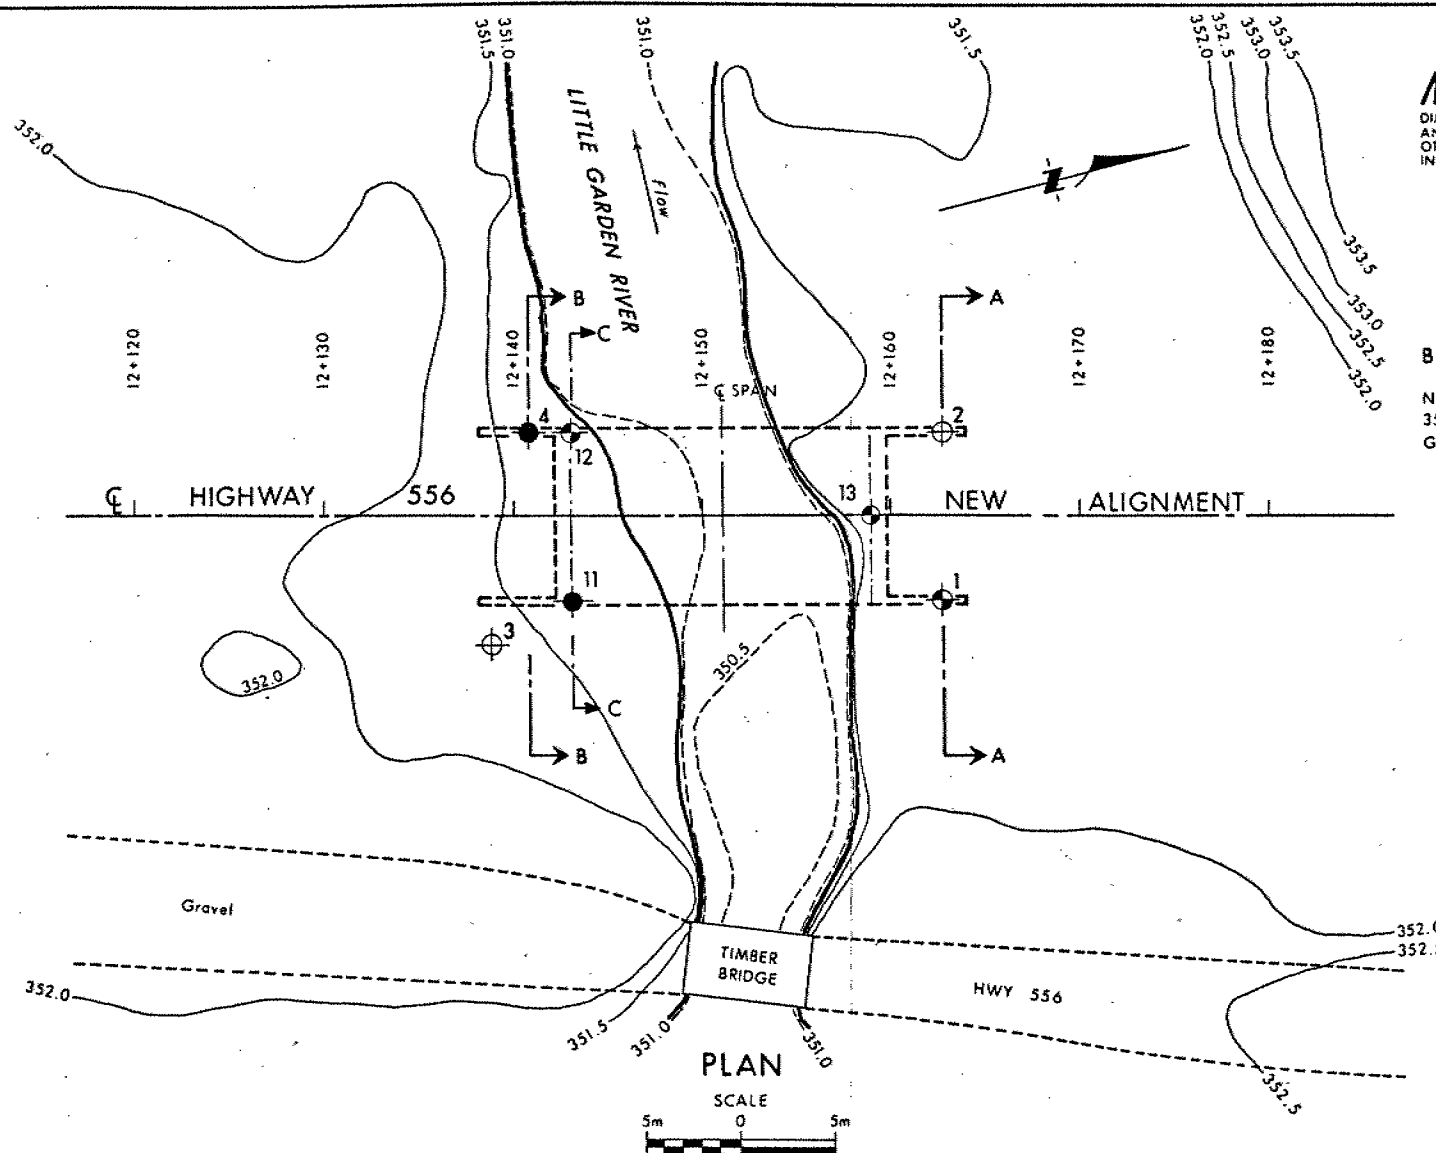 351.5
351.0
351.0
351.5
352.0
352.5
353.0
353.5
352.0
LITTLE GARDEN RIVER
Flow
N
353.5
353.0
352.5
352.0
B
C
A
12+120
12+130
12+140
12+150
12+160
12+170
12+180
℄ SPAN
4
12
2
13
℄ HIGHWAY 556 NEW ALIGNMENT
11
1
3
352.0
350.5
C
B
A
Gravel
TIMBER
BRIDGE
HWY 556
352.0
352.0
351.5
351.0
351.0
352.5
PLAN
SCALE
5m 0 5m